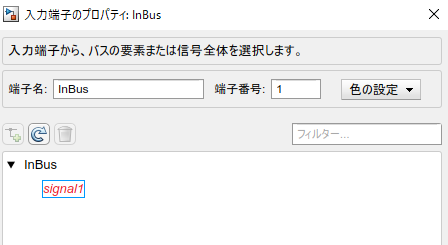 入力端子のプロパティ: InBus
入力端子から、バスの要素または信号全体を選択します。
端子名: InBus 端子番号: 1 色の設定
フィルター...
InBus
signal1